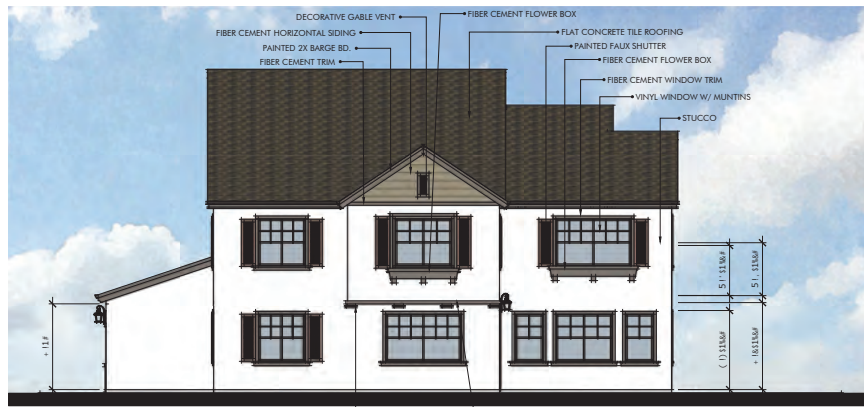 DECORATIVE GABLE VENT
FIBER CEMENT FLOWER BOX
FIBER CEMENT HORIZONTAL SIDING
FLAT CONCRETE TILE ROOFING
PAINTED 2X BARGE BD.
PAINTED FAUX SHUTTER
FIBER CEMENT TRIM
FIBER CEMENT FLOWER BOX
FIBER CEMENT WINDOW TRIM
VINYL WINDOW W/ MUNTINS
STUCCO